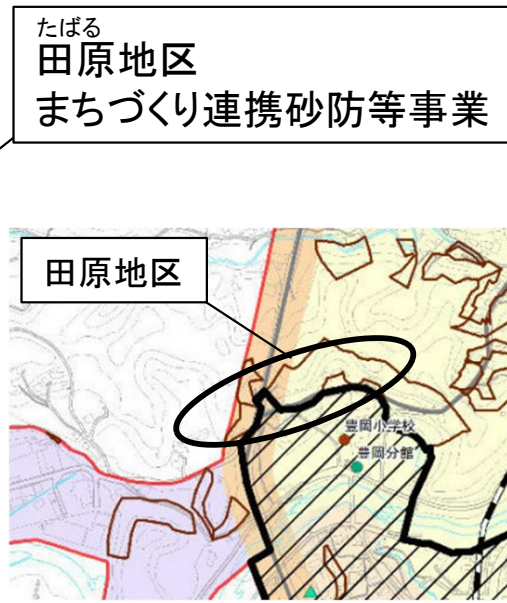 たばる
田原地区
まちづくり連携砂防等事業
田原地区
豊岡小学校
豊岡分館